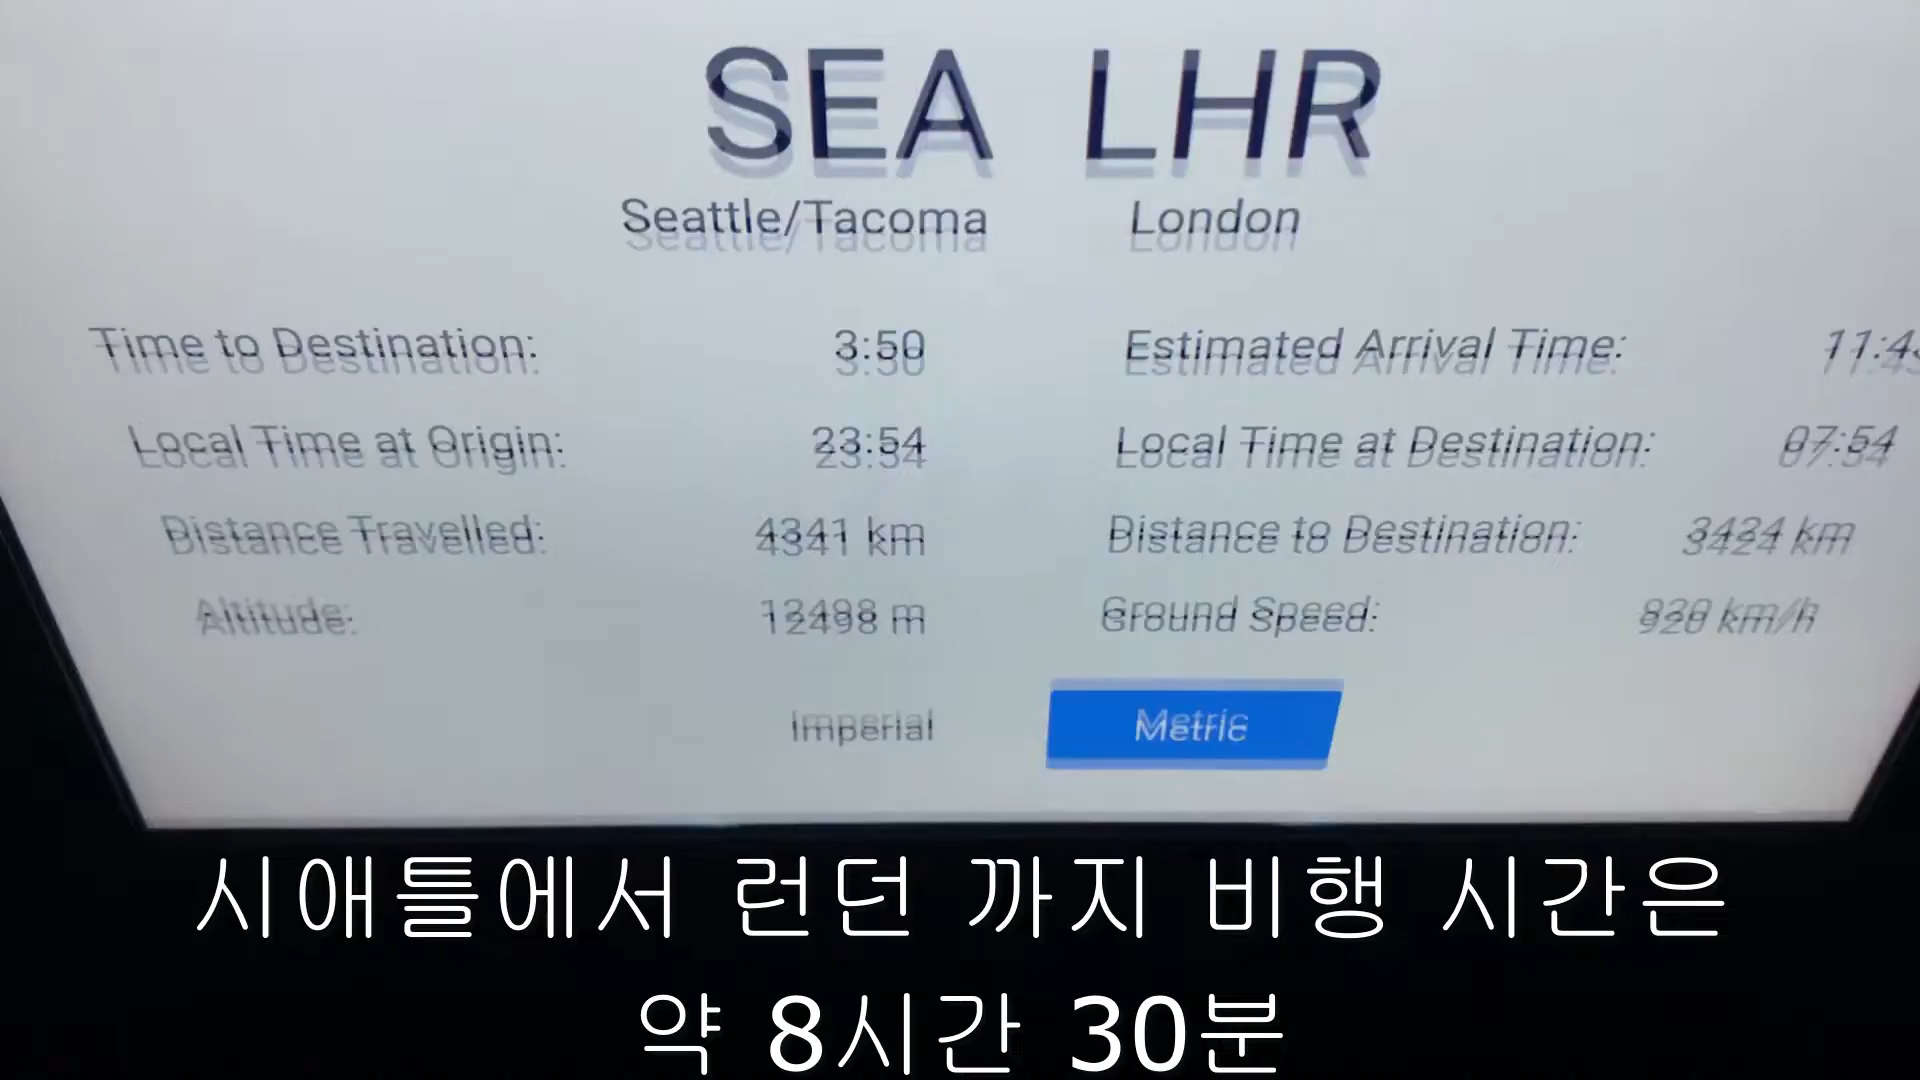 SEA LHR
Seattle/Tacoma London
Time to Destination: 3:50 Estimated Arrival Time:
Local Time at Origin: 23:54 Local Time at Destination: 07:54
Distance Travelled: 4341 km Distance to Destination: 3424 km
Altitude: 12498 m Ground Speed: 920 km/h
Imperial Metric
시애틀에서 런던 까지 비행 시간은
약 8시간 30분